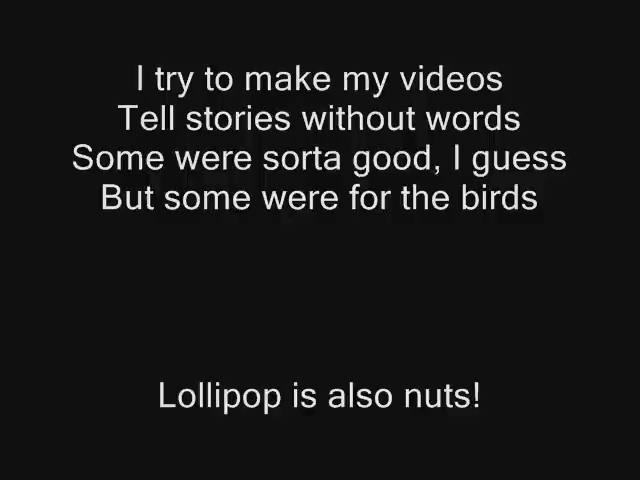 I try to make my videos
Tell stories without words
Some were sorta good, I guess
But some were for the birds
Lollipop is also nuts!